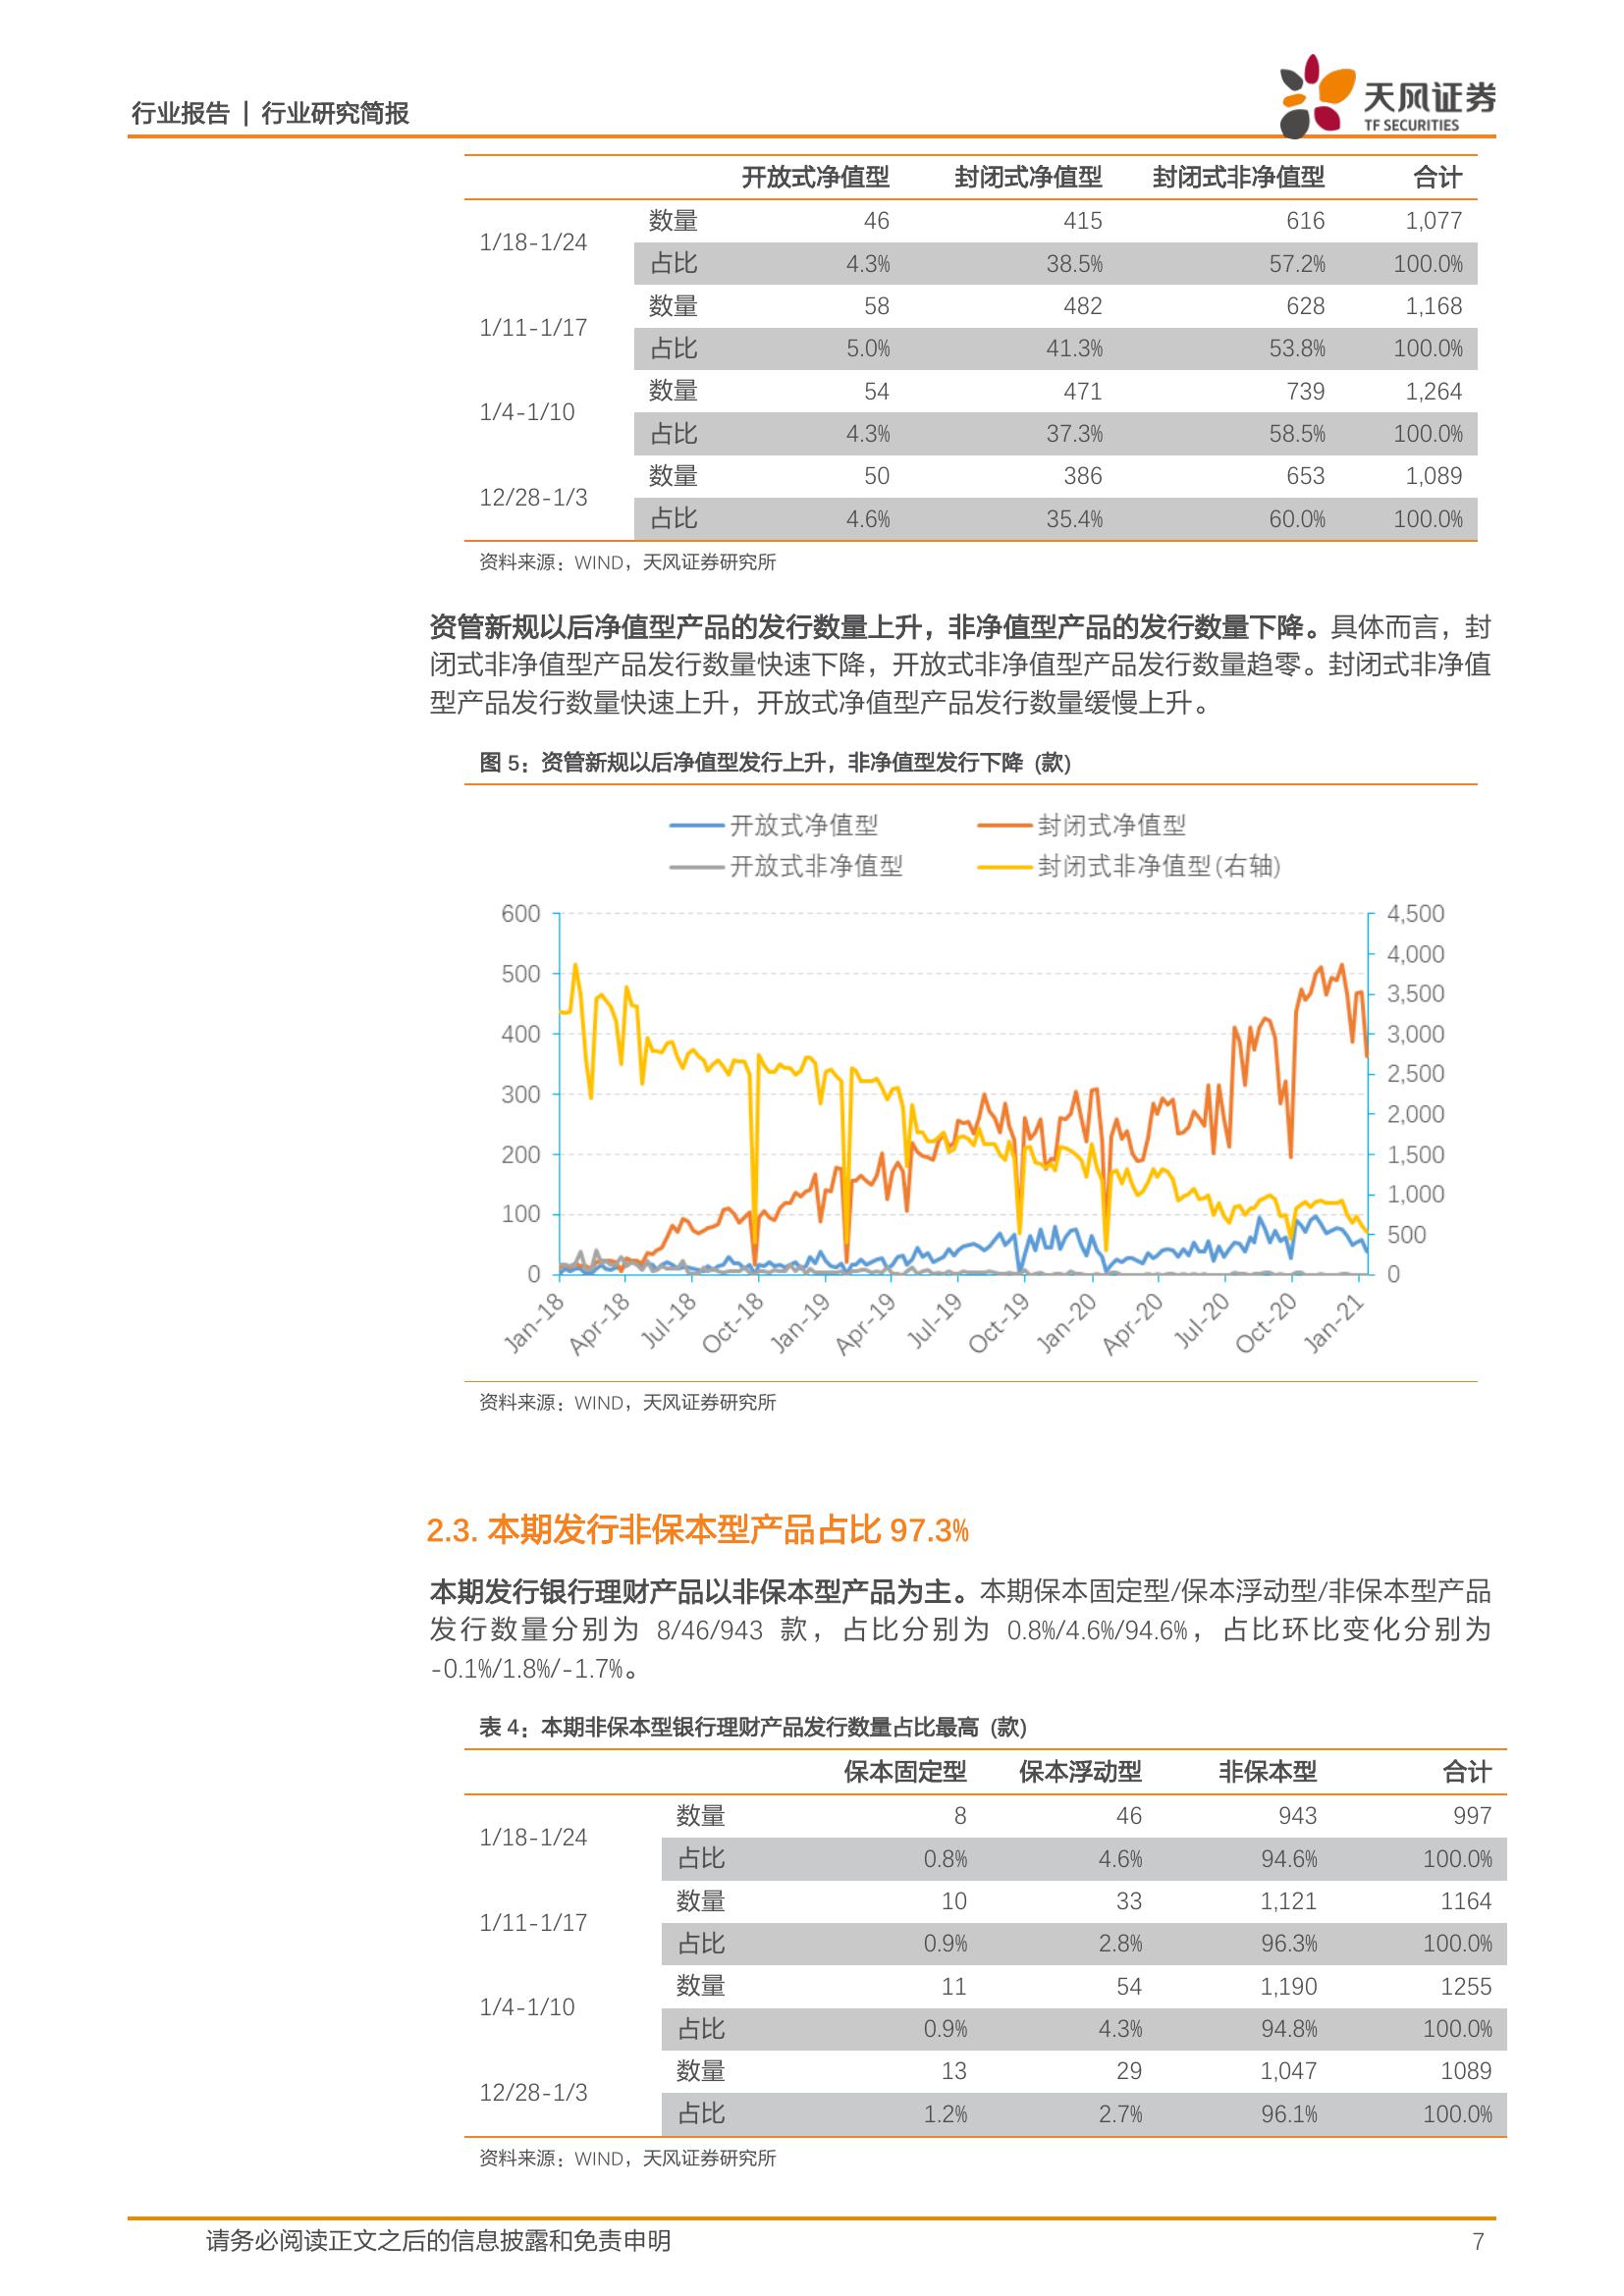 行业报告 | 行业研究简报
天风证券
TF SECURITIES
开放式净值型 封闭式净值型 封闭式非净值型 合计
1/18-1/24 数量 46 415 616 1,077
占比 4.3% 38.5% 57.2% 100.0%
1/11-1/17 数量 58 482 628 1,168
占比 5.0% 41.3% 53.8% 100.0%
1/4-1/10 数量 54 471 739 1,264
占比 4.3% 37.3% 58.5% 100.0%
12/28-1/3 数量 50 386 653 1,089
占比 4.6% 35.4% 60.0% 100.0%
资料来源：WIND，天风证券研究所
资管新规以后净值型产品的发行数量上升，非净值型产品的发行数量下降。具体而言，封
闭式非净值型产品发行数量快速下降，开放式非净值型产品发行数量趋零。封闭式非净值
型产品发行数量快速上升，开放式净值型产品发行数量缓慢上升。
图 5：资管新规以后净值型发行上升，非净值型发行下降 (款)
开放式净值型 封闭式净值型
开放式非净值型 封闭式非净值型(右轴)
600 4,500
4,000
500 3,500
400 3,000
2,500
300 2,000
200 1,500
1,000
100 500
0 0
Jan-18 Apr-18 Jul-18 Oct-18 Jan-19 Apr-19 Jul-19 Oct-19 Jan-20 Apr-20 Jul-20 Oct-20 Jan-21
资料来源：WIND，天风证券研究所
2.3. 本期发行非保本型产品占比 97.3%
本期发行银行理财产品以非保本型产品为主。本期保本固定型/保本浮动型/非保本型产品
发行数量分别为 8/46/943 款，占比分别为 0.8%/4.6%/94.6%，占比环比变化分别为
-0.1%/1.8%/-1.7%。
表 4：本期非保本型银行理财产品发行数量占比最高 (款)
保本固定型 保本浮动型 非保本型 合计
1/18-1/24 数量 8 46 943 997
占比 0.8% 4.6% 94.6% 100.0%
1/11-1/17 数量 10 33 1,121 1164
占比 0.9% 2.8% 96.3% 100.0%
1/4-1/10 数量 11 54 1,190 1255
占比 0.9% 4.3% 94.8% 100.0%
12/28-1/3 数量 13 29 1,047 1089
占比 1.2% 2.7% 96.1% 100.0%
资料来源：WIND，天风证券研究所
请务必阅读正文之后的信息披露和免责申明 7